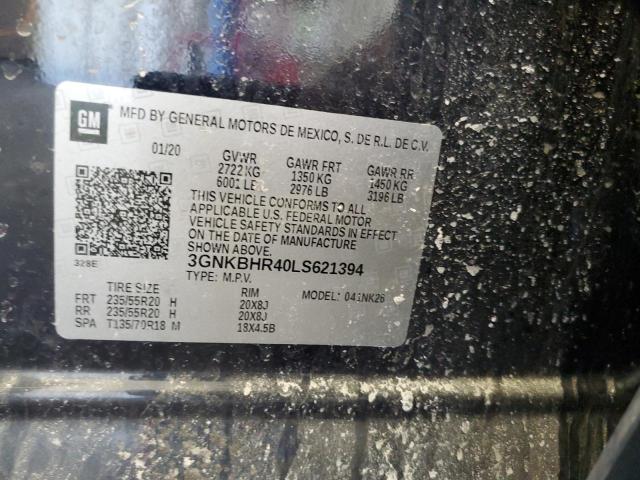 GM
MFD BY GENERAL MOTORS DE MEXICO, S. DE R.L. DE C.V.
01/20 GVWR GAWR FRT GAWR RR
2722 KG 1350 KG 1450 KG
6001 LB 2976 LB 3196 LB
THIS VEHICLE CONFORMS TO ALL
APPLICABLE U.S. FEDERAL MOTOR
VEHICLE SAFETY STANDARDS IN EFFECT
ON THE DATE OF MANUFACTURE
SHOWN ABOVE.
328E 3GNKBHR40LS621394
TYPE: M.P.V.
TIRE SIZE RIM MODEL: 041NK26
FRT 235/55R20 H 20X8J
RR 235/55R20 H 20X8J
SPA T135/70R18 M 18X4.5B